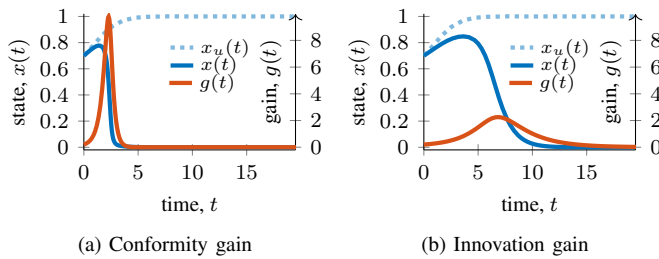 1
0.8
0.6
0.4
0.2
0
0 5 10 15
8
6
4
2
0
state, x(t)
gain, g(t)
x_u(t)
x(t)
g(t)
time, t
(a) Conformity gain
1
0.8
0.6
0.4
0.2
0
0 5 10 15
8
6
4
2
0
state, x(t)
gain, g(t)
x_u(t)
x(t)
g(t)
time, t
(b) Innovation gain